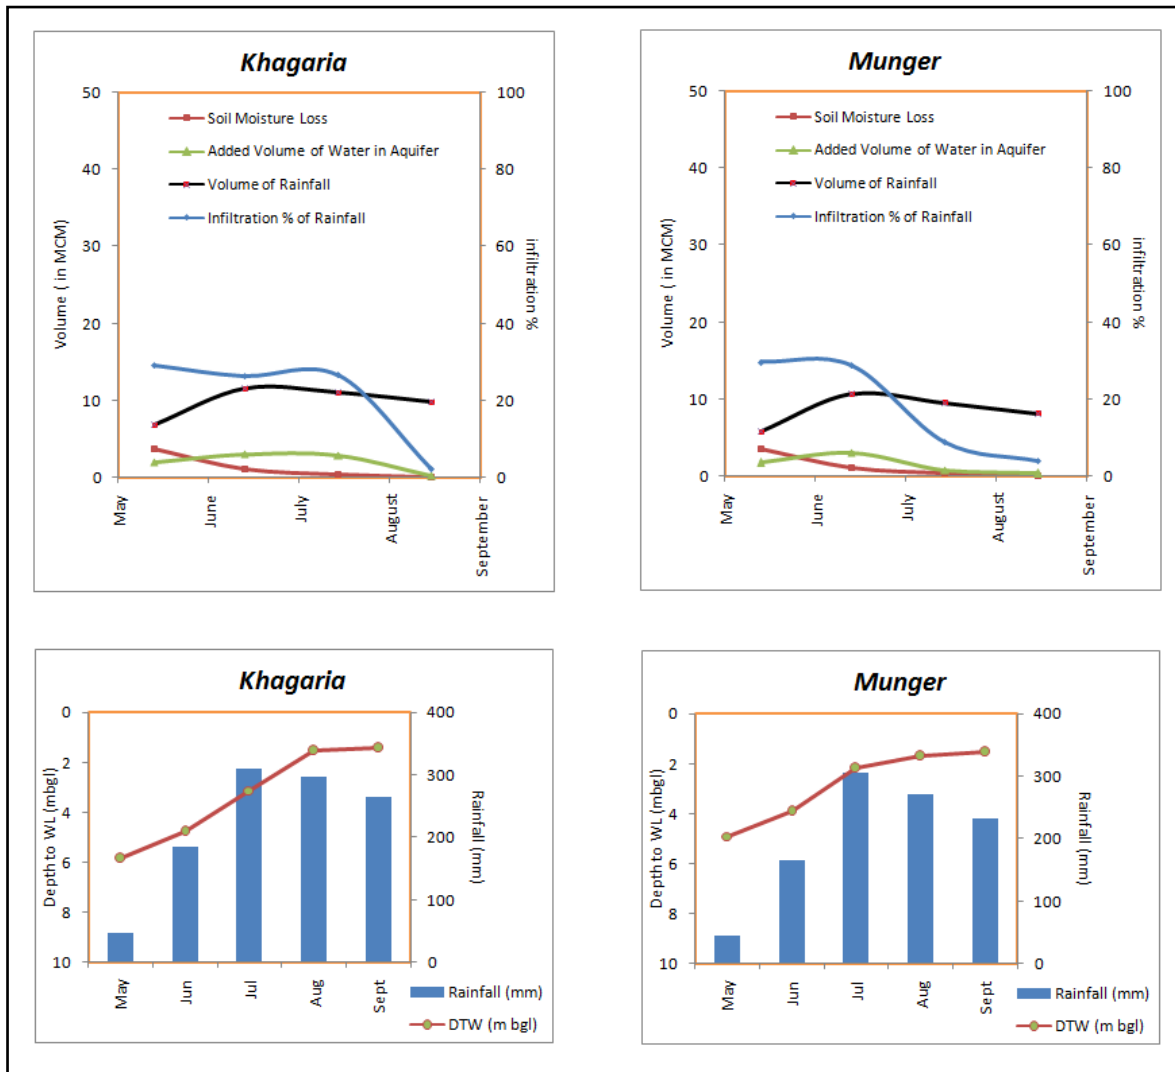 Khagaria
50
40
30
20
10
0
100
80
60
40
20
0
Volume ( in MCM)
infiltration %
Soil Moisture Loss
Added Volume of Water in Aquifer
Volume of Rainfall
Infiltration % of Rainfall
May
June
July
August
September
Munger
50
40
30
20
10
0
100
80
60
40
20
0
Volume ( in MCM)
infiltration %
Soil Moisture Loss
Added Volume of Water in Aquifer
Volume of Rainfall
Infiltration % of Rainfall
May
June
July
August
September
Khagaria
0
2
4
6
8
10
400
300
200
100
0
Depth to WL (mbgl)
Rainfall (mm)
May
Jun
Jul
Aug
Sept
Rainfall (mm)
DTW (m bgl)
Munger
0
2
4
6
8
10
400
300
200
100
0
Depth to WL (mbgl)
Rainfall (mm)
May
Jun
Jul
Aug
Sept
Rainfall (mm)
DTW (m bgl)